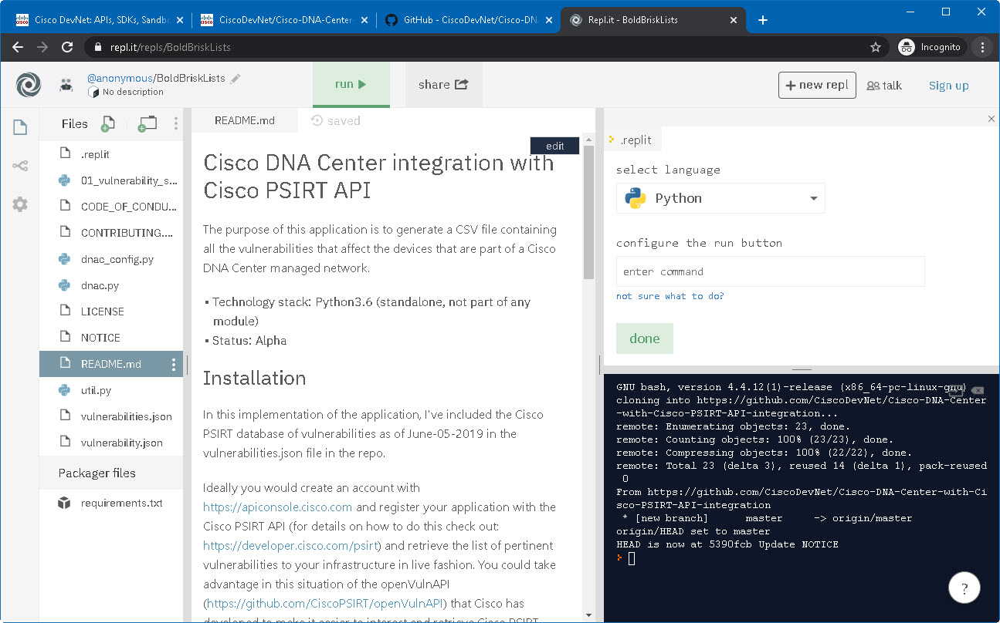 Cisco DevNet: APIs, SDKs, Sandb
CiscoDevNet/Cisco-DNA-Center
GitHub - CiscoDevNet/Cisco-DN
Repl.it - BoldBriskLists
repl.it/repls/BoldBriskLists
Incognito
@anonymous/BoldBriskLists
No description
run
share
+ new repl
talk
Sign up
Files
.replit
01_vulnerability_s...
CODE_OF_CONDU...
CONTRIBUTING....
dnac_config.py
dnac.py
LICENSE
NOTICE
README.md
util.py
vulnerabilities.json
vulnerability.json
Packager files
requirements.txt
README.md
saved
edit
Cisco DNA Center integration with
Cisco PSIRT API
The purpose of this application is to generate a CSV file containing
all the vulnerabilities that affect the devices that are part of a Cisco
DNA Center managed network.
▪ Technology stack: Python3.6 (standalone, not part of any
module)
▪ Status: Alpha
Installation
In this implementation of the application, I've included the Cisco
PSIRT database of vulnerabilities as of June-05-2019 in the
vulnerabilities.json file in the repo.
Ideally you would create an account with
https://apiconsole.cisco.com and register your application with the
Cisco PSIRT API (for details on how to do this check out:
https://developer.cisco.com/psirt) and retrieve the list of pertinent
vulnerabilities to your infrastructure in live fashion. You could take
advantage in this situation of the openVulnAPI
(https://github.com/CiscoPSIRT/openVulnAPI) that Cisco has
developed to make it easier to interact and retrieve Cisco PSIRT
.replit
select language
Python
configure the run button
enter command
not sure what to do?
done
GNU bash, version 4.4.12(1)-release (x86_64-pc-linux-gnu)
cloning into https://github.com/CiscoDevNet/Cisco-DNA-Center
-with-Cisco-PSIRT-API-integration...
remote: Enumerating objects: 23, done.
remote: Counting objects: 100% (23/23), done.
remote: Compressing objects: 100% (22/22), done.
remote: Total 23 (delta 3), reused 14 (delta 1), pack-reused
0
From https://github.com/CiscoDevNet/Cisco-DNA-Center-with-Ci
sco-PSIRT-API-integration
* [new branch] master -> origin/master
origin/HEAD set to master
HEAD is now at 5390fcb Update NOTICE
?